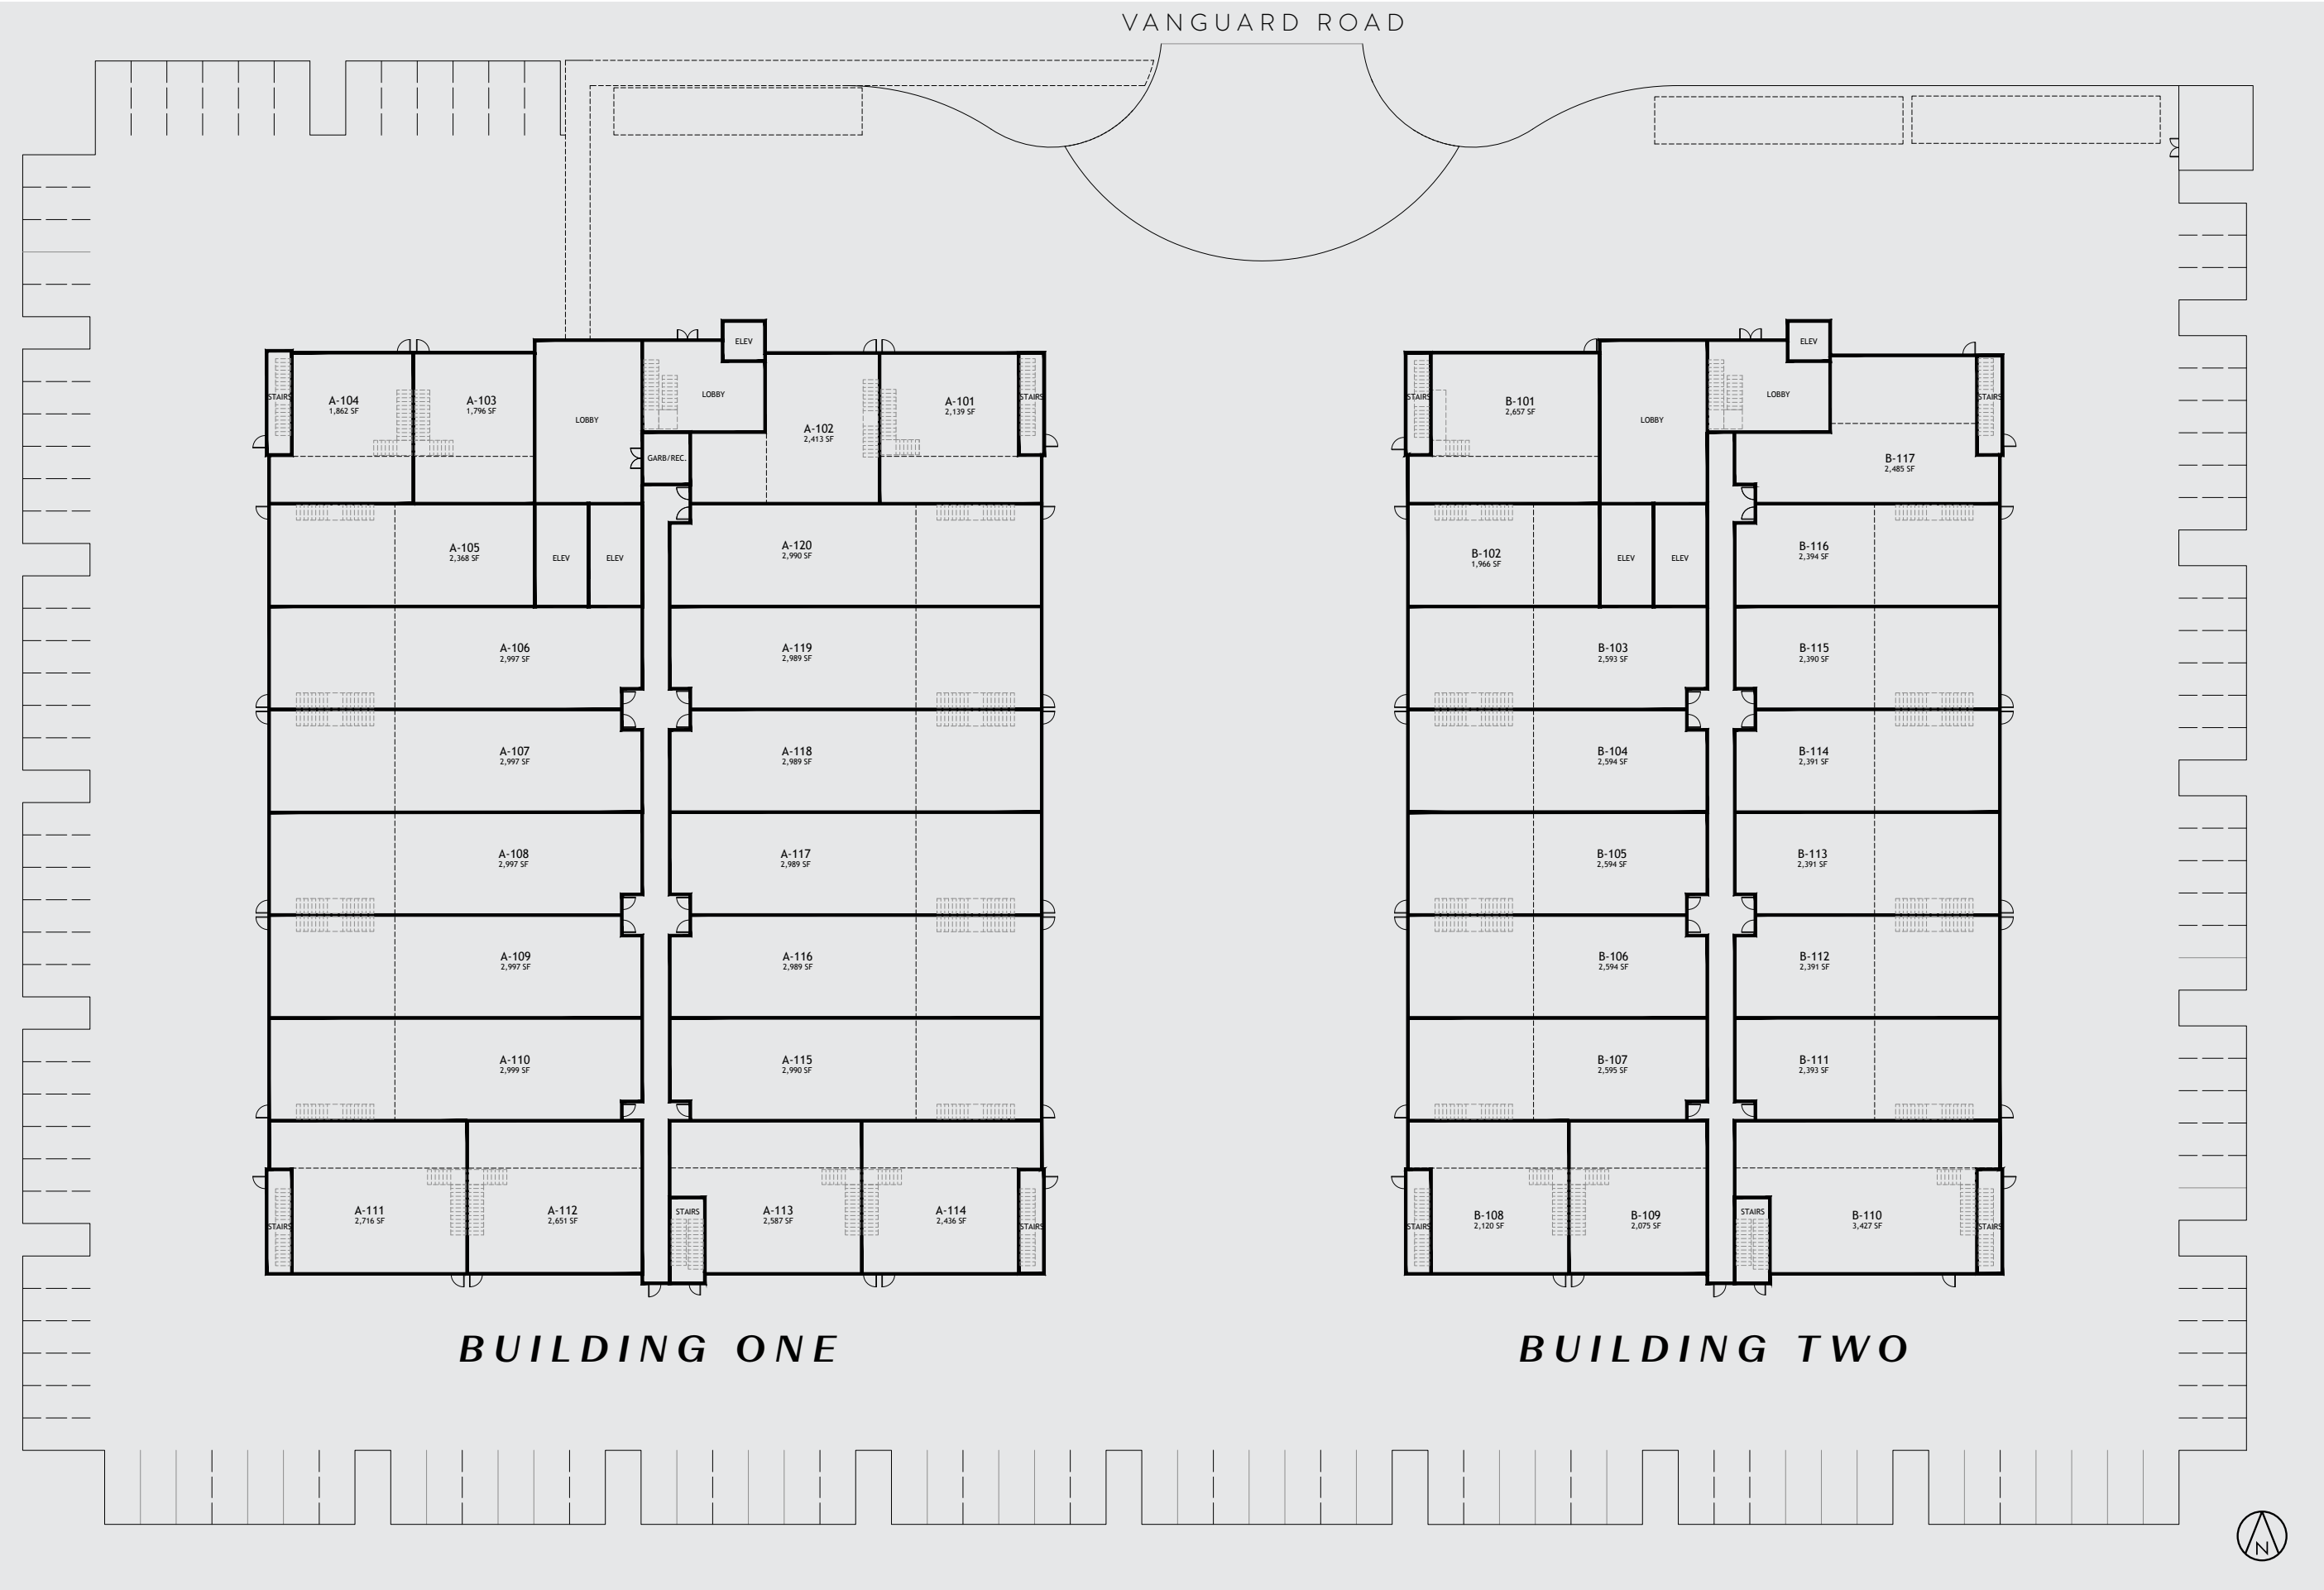 VANGUARD ROAD
ELEV
ELEV
STAIRS
A-104
1,862 SF
A-103
1,796 SF
LOBBY
LOBBY
A-102
2,413 SF
A-101
2,139 SF
STAIRS
GARB/REC.
A-105
2,368 SF
ELEV
ELEV
A-120
2,990 SF
A-106
2,997 SF
A-119
2,989 SF
A-107
2,997 SF
A-118
2,989 SF
A-108
2,997 SF
A-117
2,989 SF
A-109
2,997 SF
A-116
2,989 SF
A-110
2,999 SF
A-115
2,990 SF
STAIRS
A-111
2,716 SF
A-112
2,651 SF
STAIRS
A-113
2,587 SF
A-114
2,436 SF
STAIRS
BUILDING ONE
STAIRS
B-101
2,657 SF
LOBBY
LOBBY
STAIRS
B-117
2,485 SF
B-102
1,966 SF
ELEV
ELEV
B-116
2,394 SF
B-103
2,593 SF
B-115
2,390 SF
B-104
2,594 SF
B-114
2,391 SF
B-105
2,594 SF
B-113
2,391 SF
B-106
2,594 SF
B-112
2,391 SF
B-107
2,595 SF
B-111
2,393 SF
STAIRS
B-108
2,120 SF
B-109
2,075 SF
STAIRS
B-110
3,427 SF
STAIRS
BUILDING TWO
N